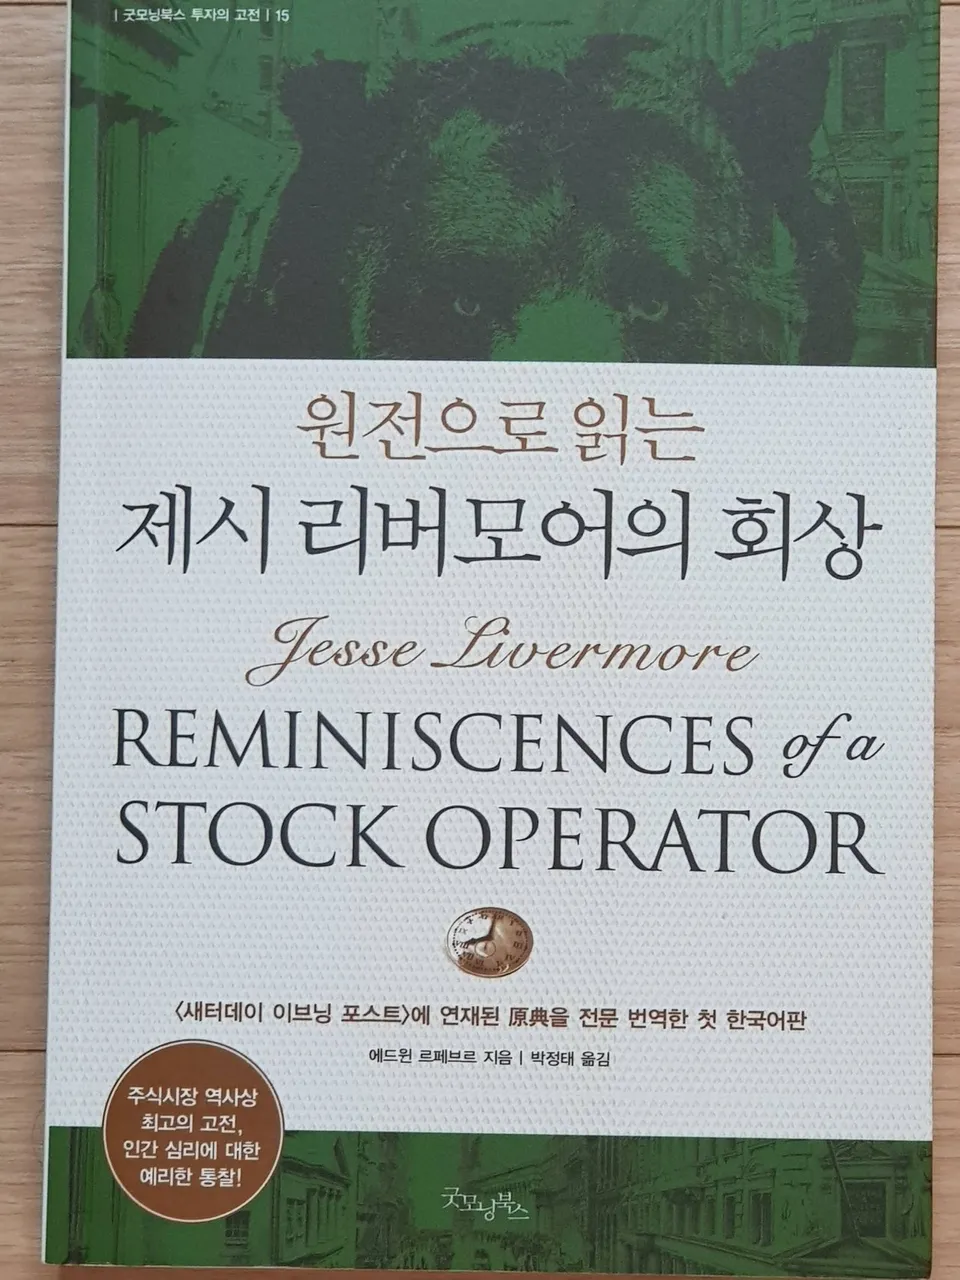 | 굿모닝북스 투자의 고전 | 15
원전으로 읽는
제시 리버모어의 회상
Jesse Livermore
REMINISCENCES of a
STOCK OPERATOR
〈새터데이 이브닝 포스트〉에 연재된 原典을 전문 번역한 첫 한국어판
에드윈 르페브르 지음 | 박정태 옮김
주식시장 역사상
최고의 고전,
인간 심리에 대한
예리한 통찰!
굿모닝북스